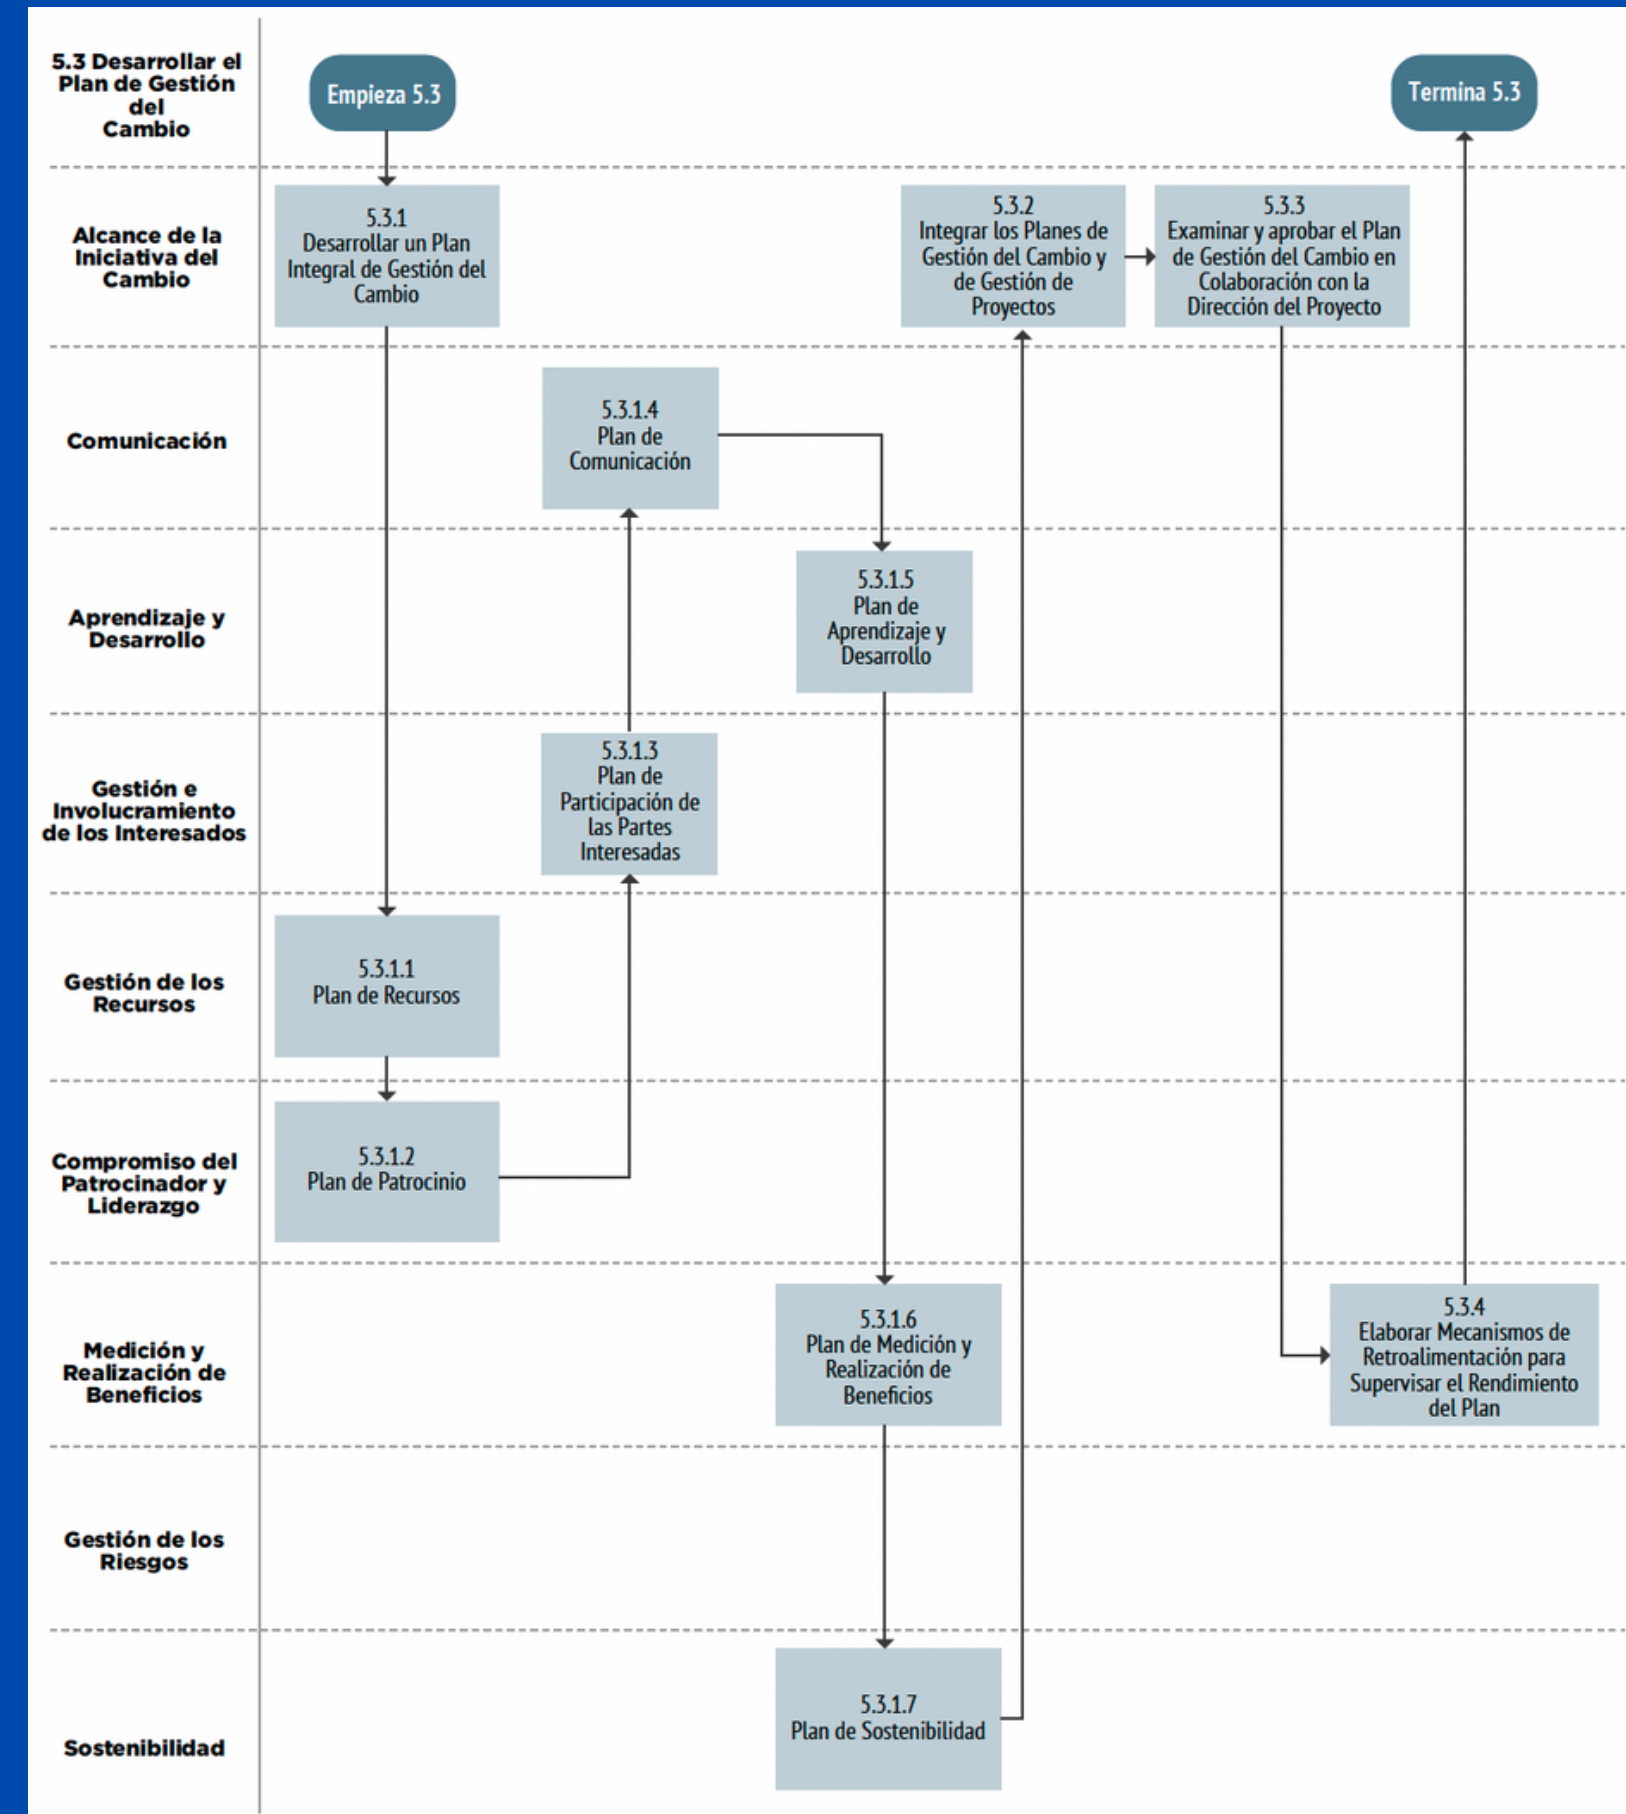 5.3 Desarrollar el
Plan de Gestión
del
Cambio
Empieza 5.3
Termina 5.3
Alcance de la
Iniciativa del
Cambio
5.3.1
Desarrollar un Plan
Integral de Gestión del
Cambio
5.3.2
Integrar los Planes de
Gestión del Cambio y
de Gestión de
Proyectos
5.3.3
Examinar y aprobar el Plan
de Gestión del Cambio en
Colaboración con la
Dirección del Proyecto
Comunicación
5.3.1.4
Plan de
Comunicación
Aprendizaje y
Desarrollo
5.3.1.5
Plan de
Aprendizaje y
Desarrollo
Gestión e
Involucramiento
de los Interesados
5.3.1.3
Plan de
Participación de
las Partes
Interesadas
Gestión de los
Recursos
5.3.1.1
Plan de Recursos
Compromiso del
Patrocinador y
Liderazgo
5.3.1.2
Plan de Patrocinio
Medición y
Realización de
Beneficios
5.3.1.6
Plan de Medición y
Realización de
Beneficios
5.3.4
Elaborar Mecanismos de
Retroalimentación para
Supervisar el Rendimiento
del Plan
Gestión de los
Riesgos
Sostenibilidad
5.3.1.7
Plan de Sostenibilidad